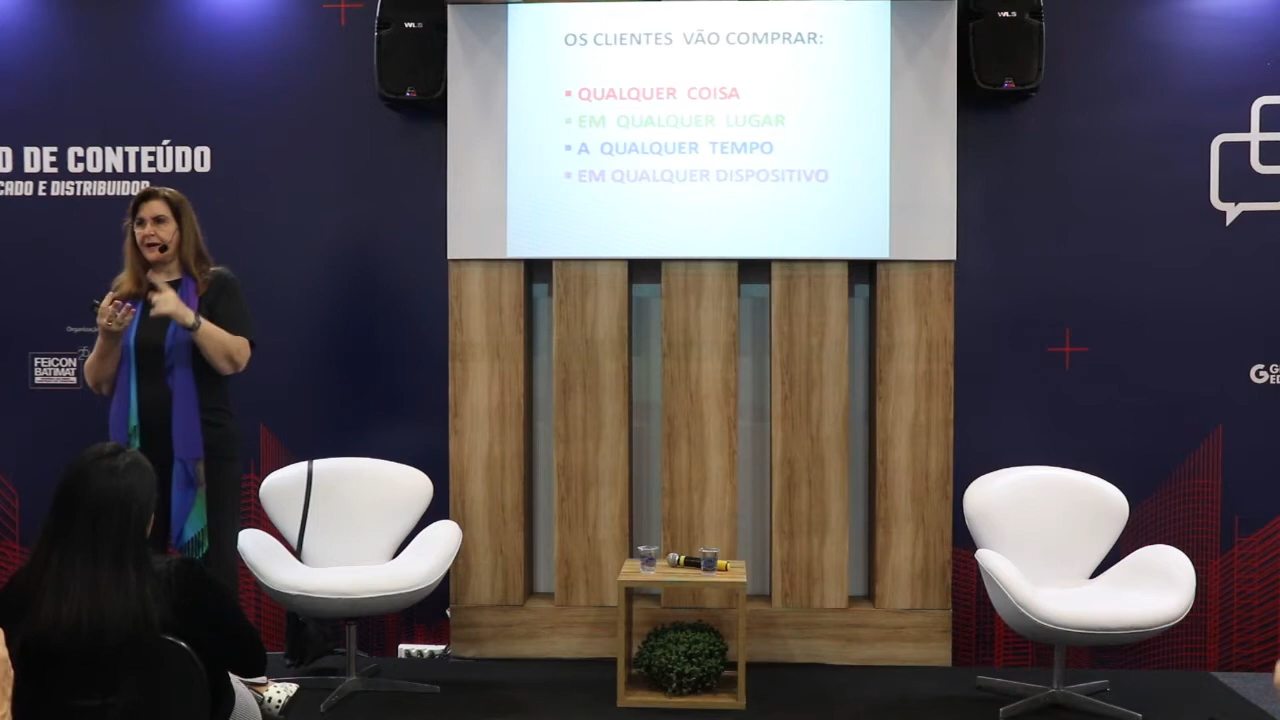 WLS
WLS
OS CLIENTES VÃO COMPRAR:
▪ QUALQUER COISA
▪ EM QUALQUER LUGAR
▪ A QUALQUER TEMPO
▪ EM QUALQUER DISPOSITIVO
O DE CONTEÚDO
CADO E DISTRIBUIDOR
Organização
FEICON
BATIMAT